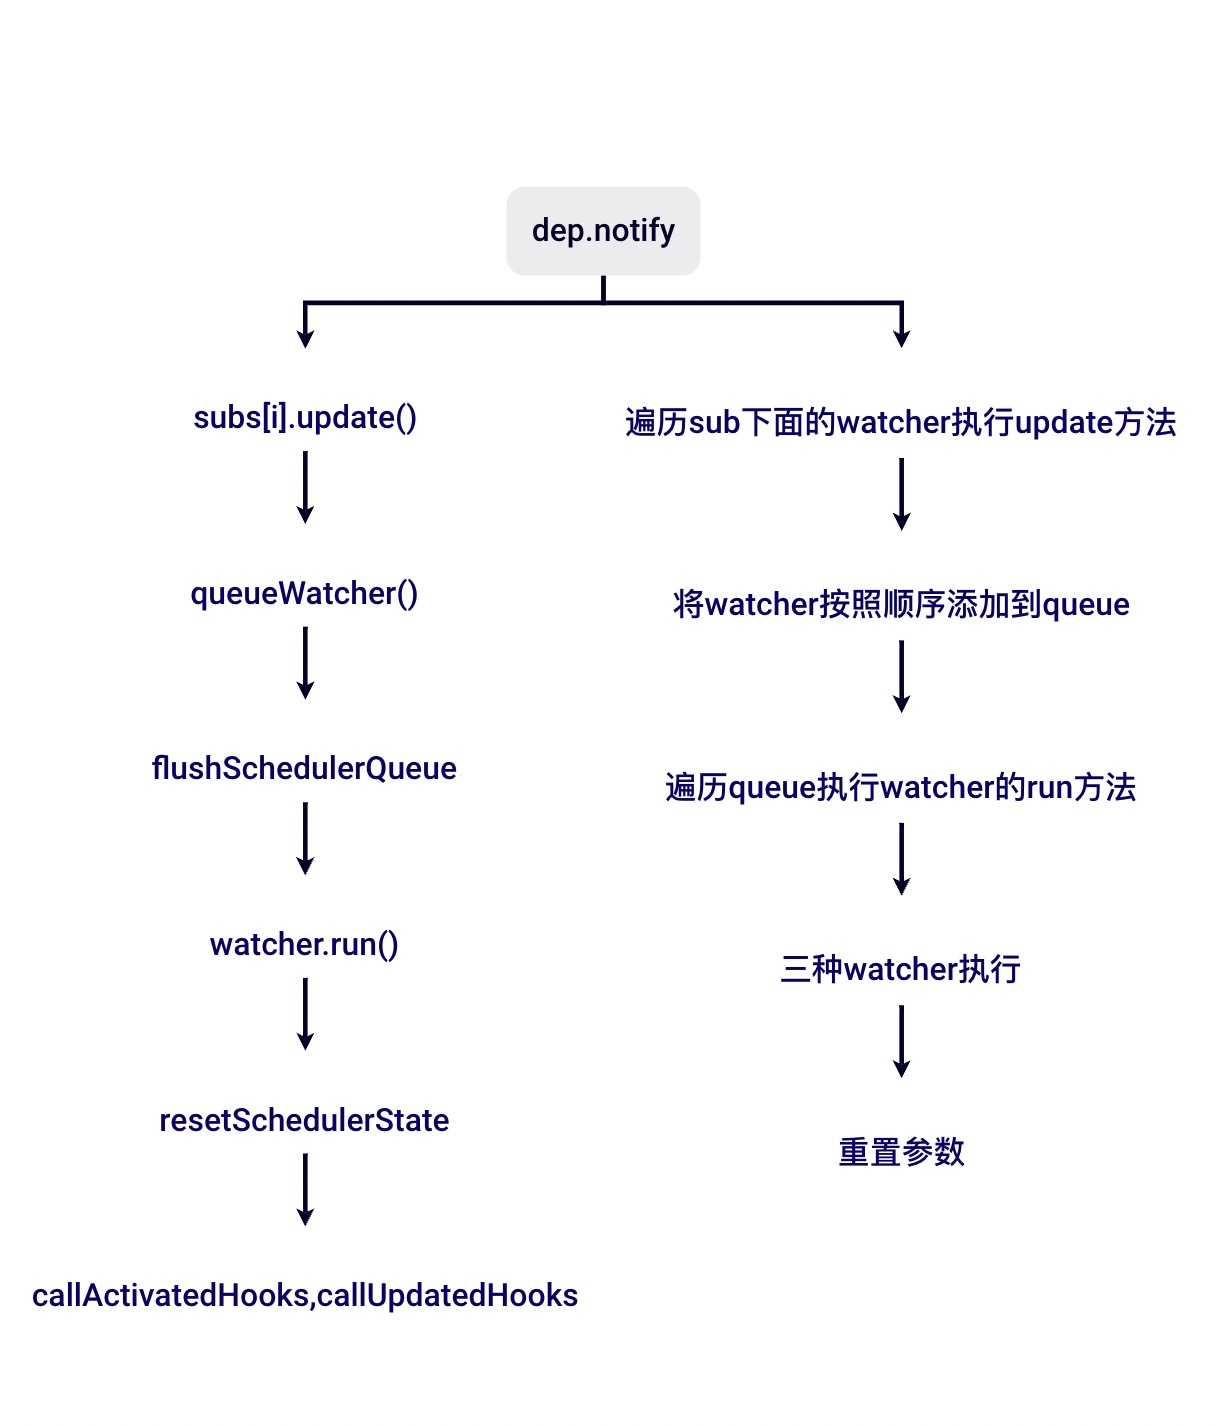 dep.notify
subs[i].update()
queueWatcher()
flushSchedulerQueue
watcher.run()
resetSchedulerState
callActivatedHooks,callUpdatedHooks
遍历sub下面的watcher执行update方法
将watcher按照顺序添加到queue
遍历queue执行watcher的run方法
三种watcher执行
重置参数